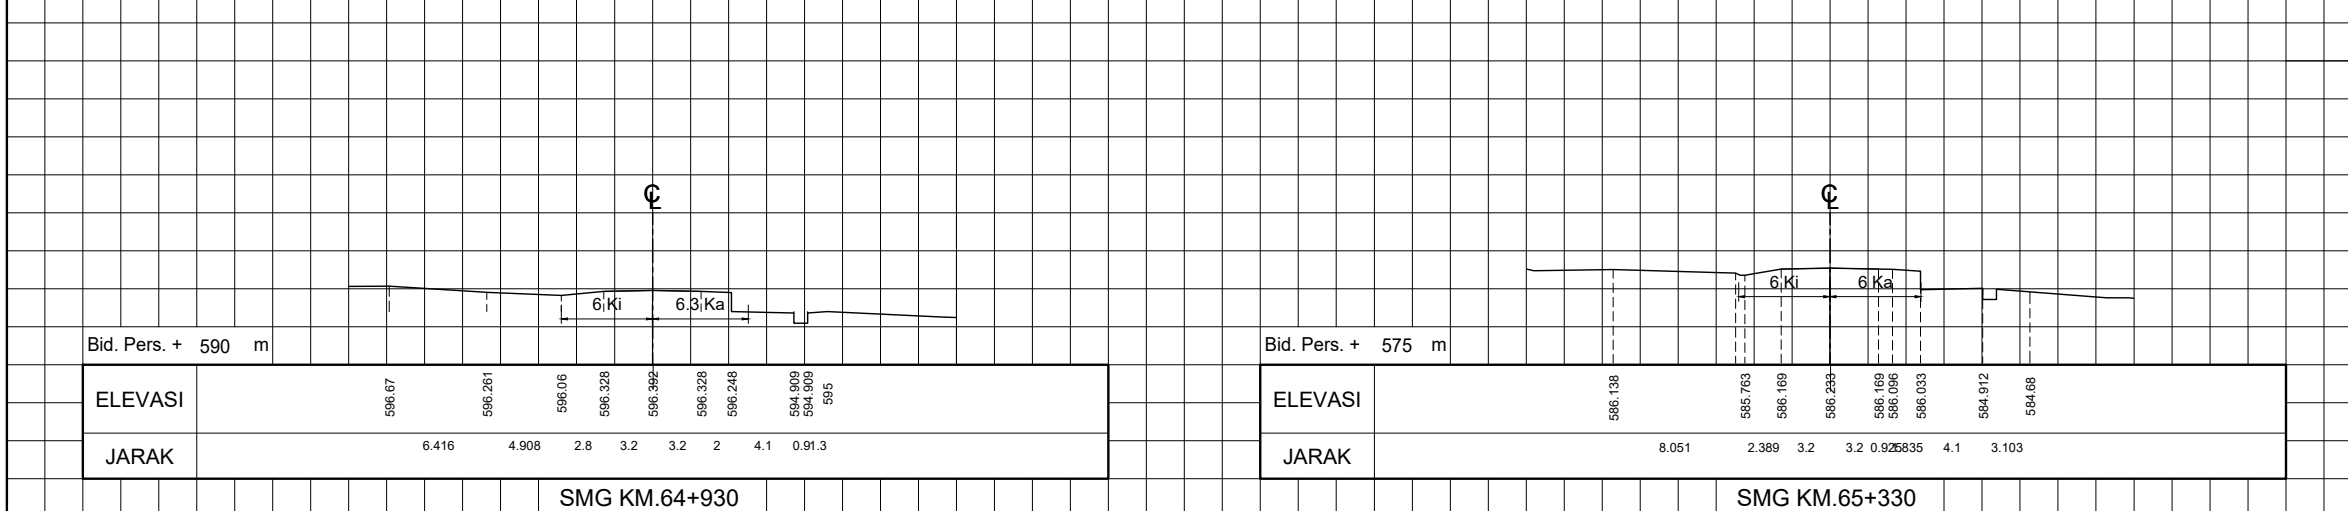 ℄
6 Ki 6.3 Ka
Bid. Pers. + 590 m
ELEVASI 596.67 596.261 596.06 596.328 596.392 596.328 596.248 594.909 594.909 595
JARAK 6.416 4.908 2.8 3.2 3.2 2 4.1 0.9 1.3
SMG KM.64+930
℄
6 Ki 6 Ka
Bid. Pers. + 575 m
ELEVASI 586.138 585.763 586.169 586.233 586.169 586.096 586.033 584.912 584.68
JARAK 8.051 2.389 3.2 3.2 4.1 3.103
SMG KM.65+330